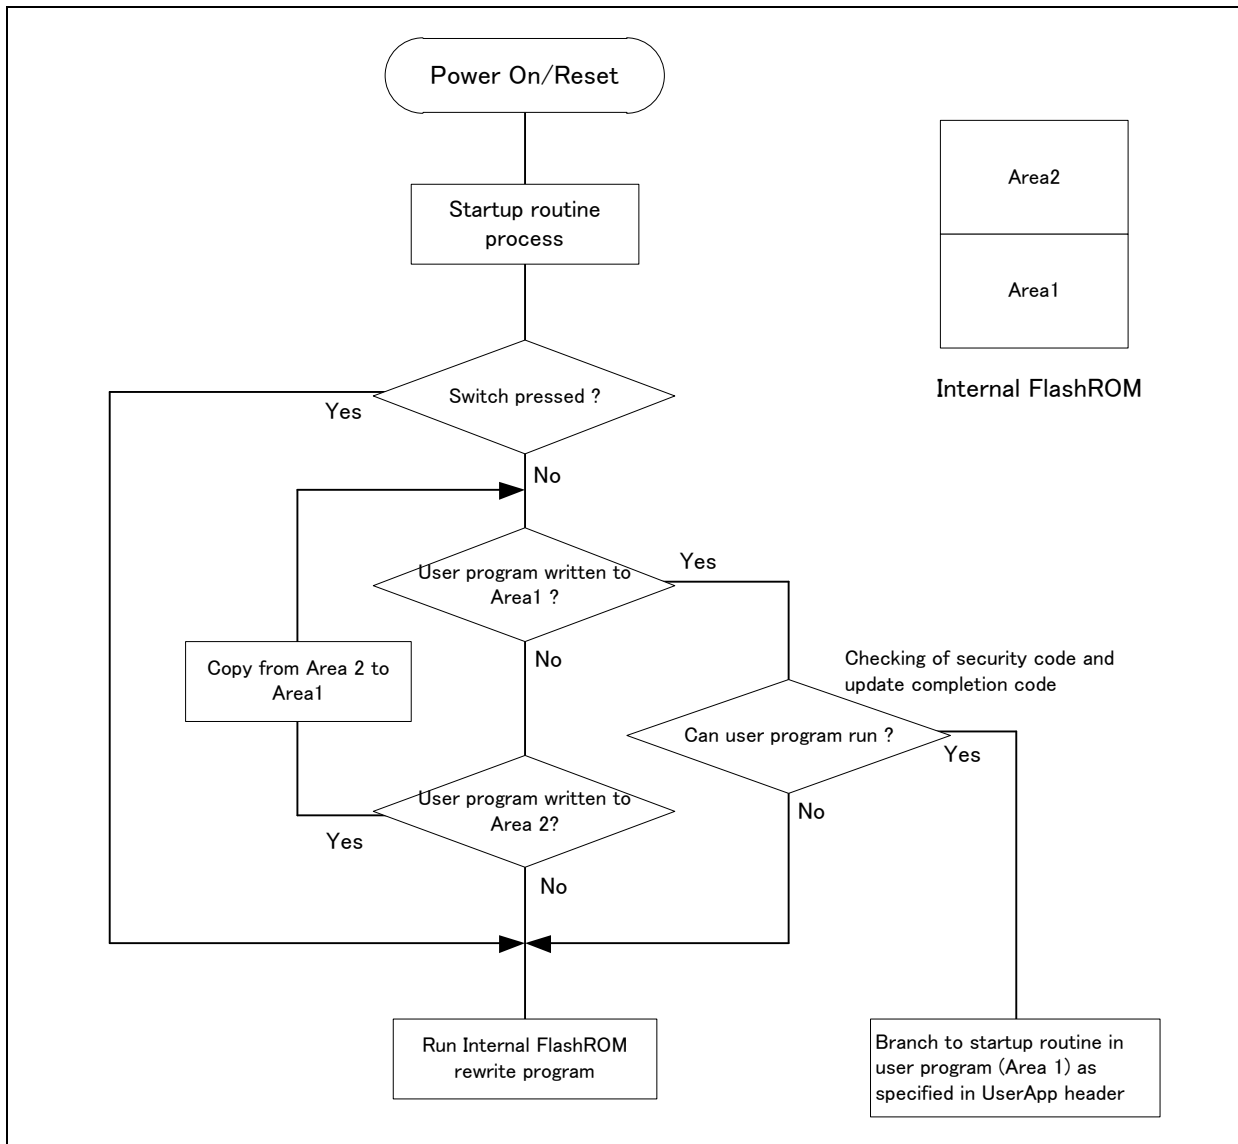 Power On/Reset
Startup routine
process
Area2
Area1
Internal FlashROM
Switch pressed ?
Yes
No
User program written to
Area1 ?
Yes
No
Copy from Area 2 to
Area1
Checking of security code and
update completion code
Can user program run ?
Yes
No
User program written to
Area 2?
Yes
No
Run Internal FlashROM
rewrite program
Branch to startup routine in
user program (Area 1) as
specified in UserApp header